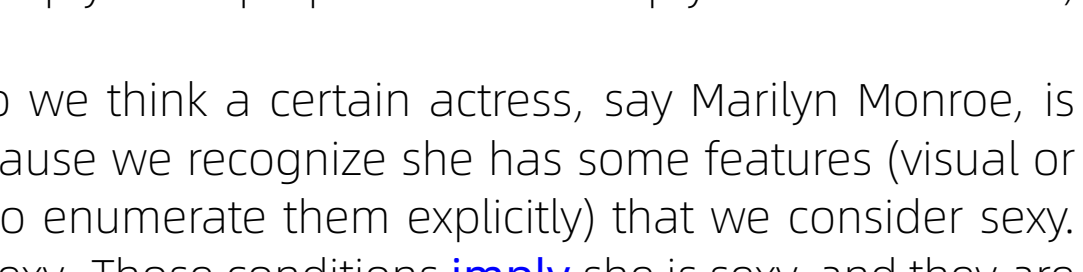 we think a certain actress, say Marilyn Monroe, is
ause we recognize she has some features (visual or
o enumerate them explicitly) that we consider sexy.
imply she is sexy, and they are